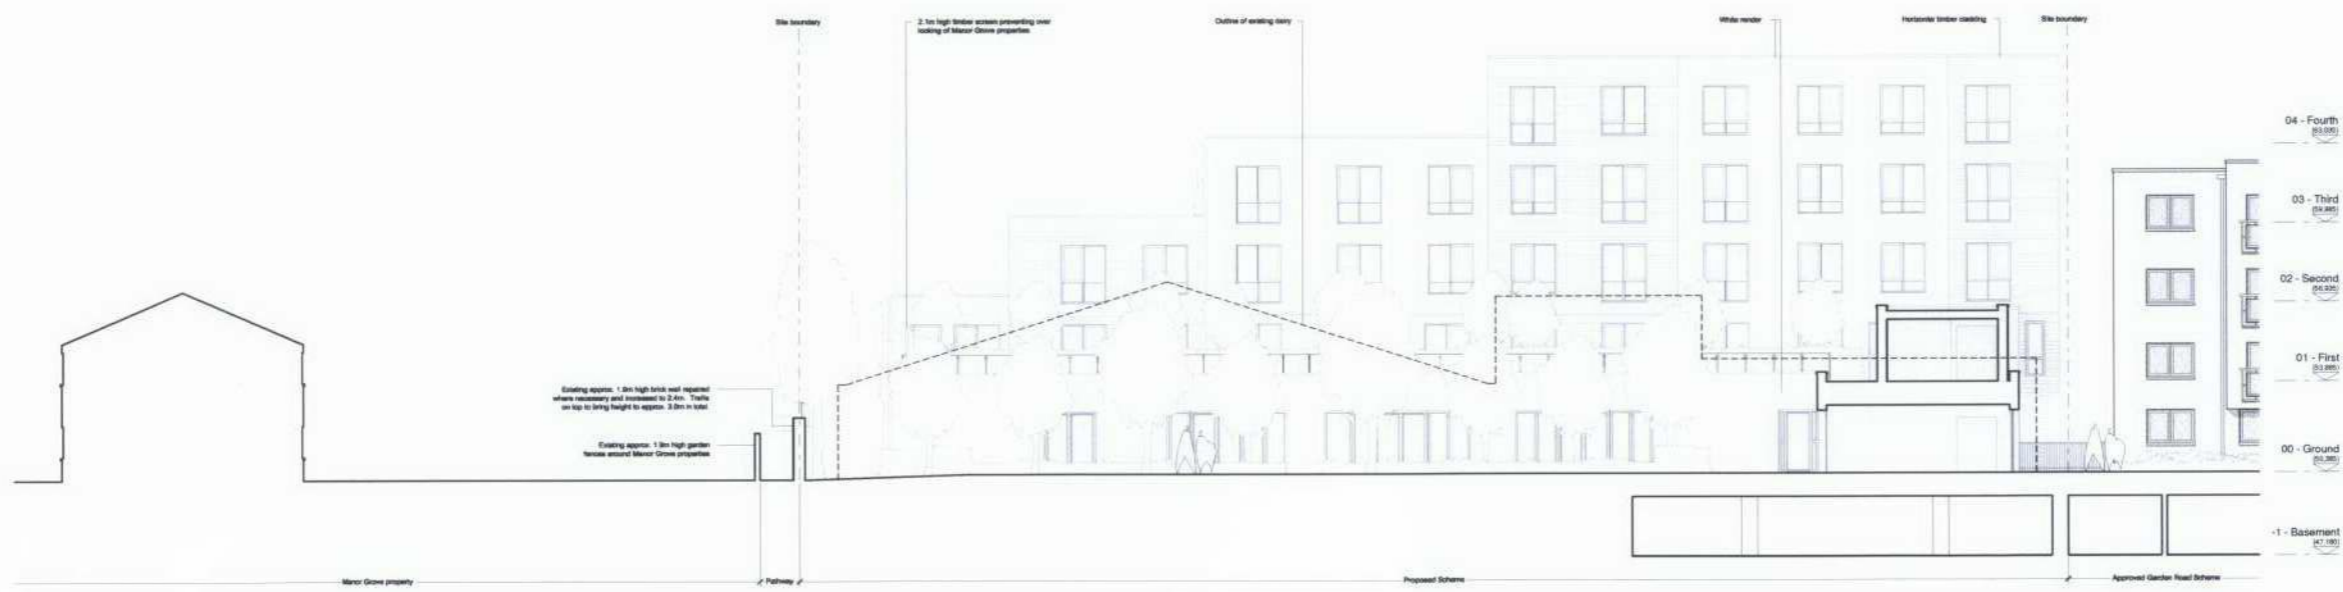 Site boundary
2.1m high timber screen preventing over
looking of Manor Grove properties
Outline of existing dairy
White render
Horizontal timber cladding
Site boundary
04 - Fourth
03 - Third
02 - Second
01 - First
00 - Ground
-1 - Basement
Existing approx. 1.8m high brick wall repaired
where necessary and increased to 2.4m. Trellis
on top to bring height to approx. 3.0m in total.
Existing approx. 1.9m high garden
fences around Manor Grove properties
Manor Grove property
Pathway
Proposed Scheme
Approved Garden Road Scheme